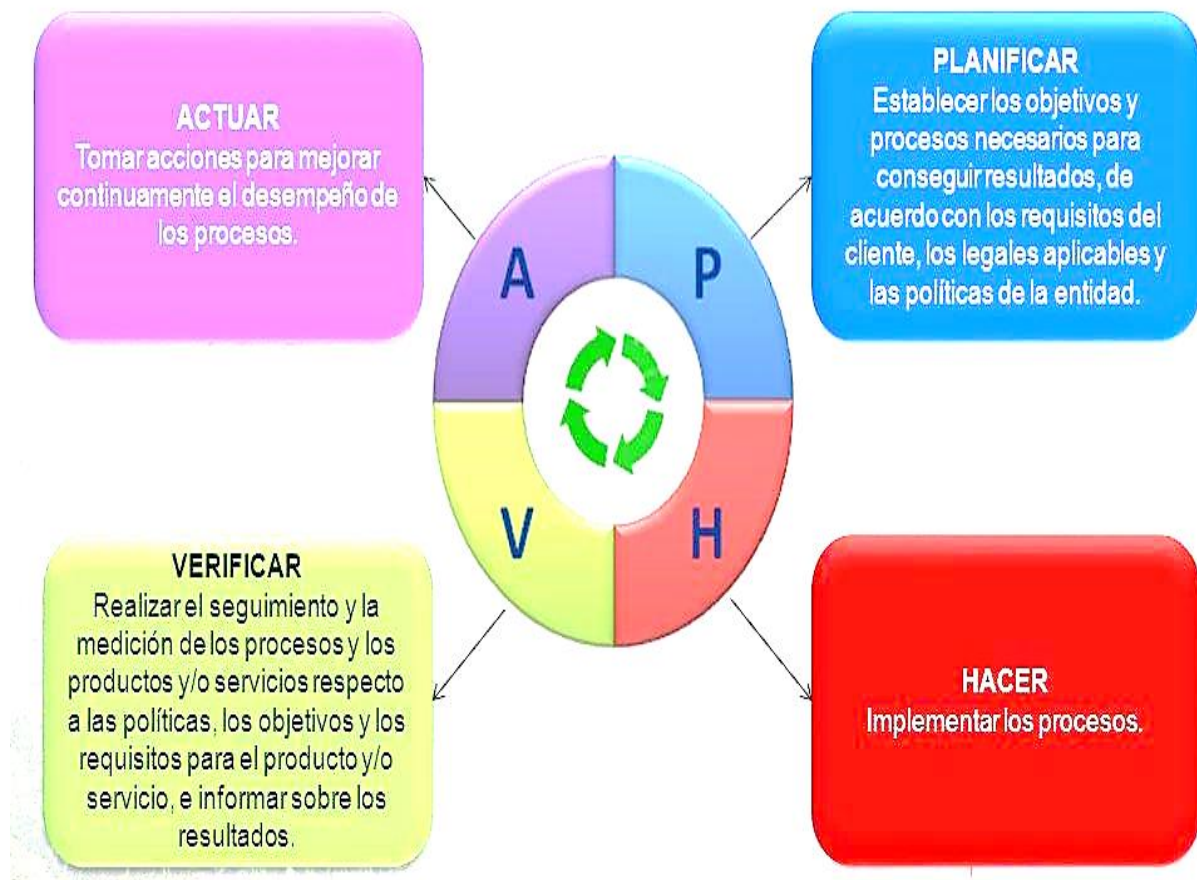 ACTUAR
Tomar acciones para mejorar
continuamente el desempeño de
los procesos.
PLANIFICAR
Establecer los objetivos y
procesos necesarios para
conseguir resultados, de
acuerdo con los requisitos del
cliente, los legales aplicables y
las políticas de la entidad.
A
P
V
H
VERIFICAR
Realizar el seguimiento y la
medición de los procesos y los
productos y/o servicios respecto
a las políticas, los objetivos y los
requisitos para el producto y/o
servicio, e informar sobre los
resultados.
HACER
Implementar los procesos.